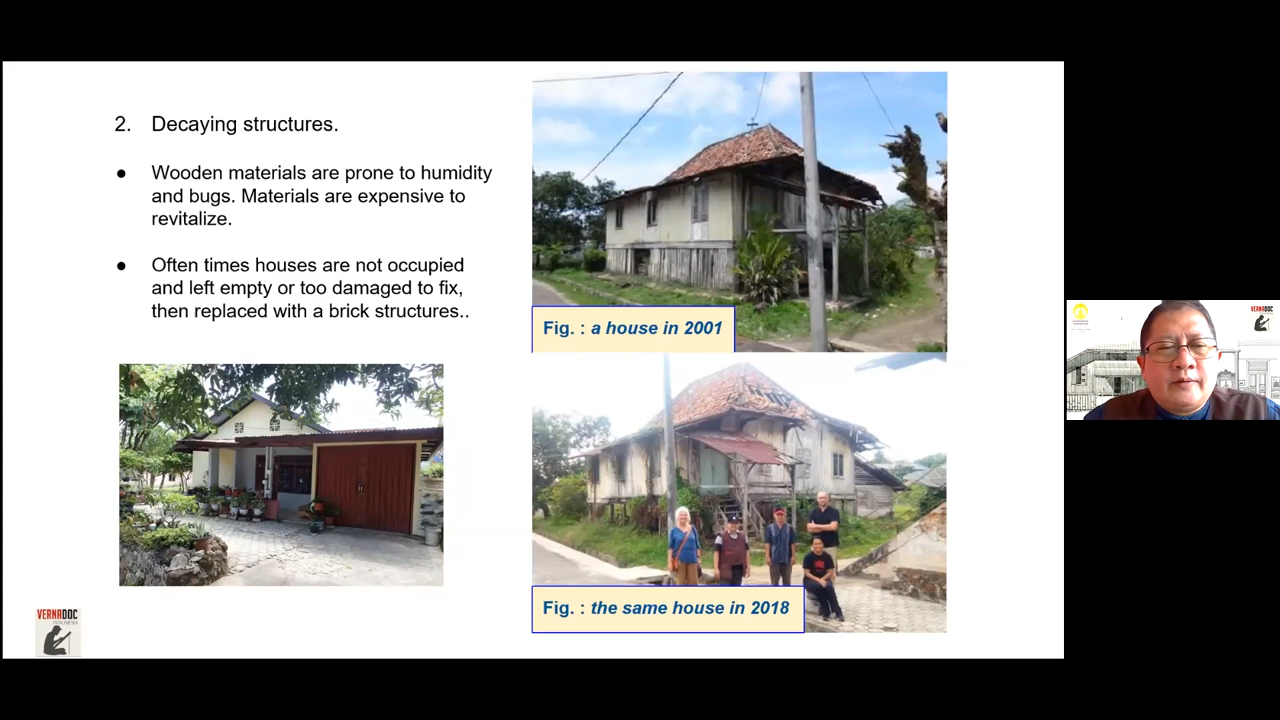 2. Decaying structures.
● Wooden materials are prone to humidity
and bugs. Materials are expensive to
revitalize.
● Often times houses are not occupied
and left empty or too damaged to fix,
then replaced with a brick structures..
Fig. : a house in 2001
Fig. : the same house in 2018
VERNADOC
VERNADOC